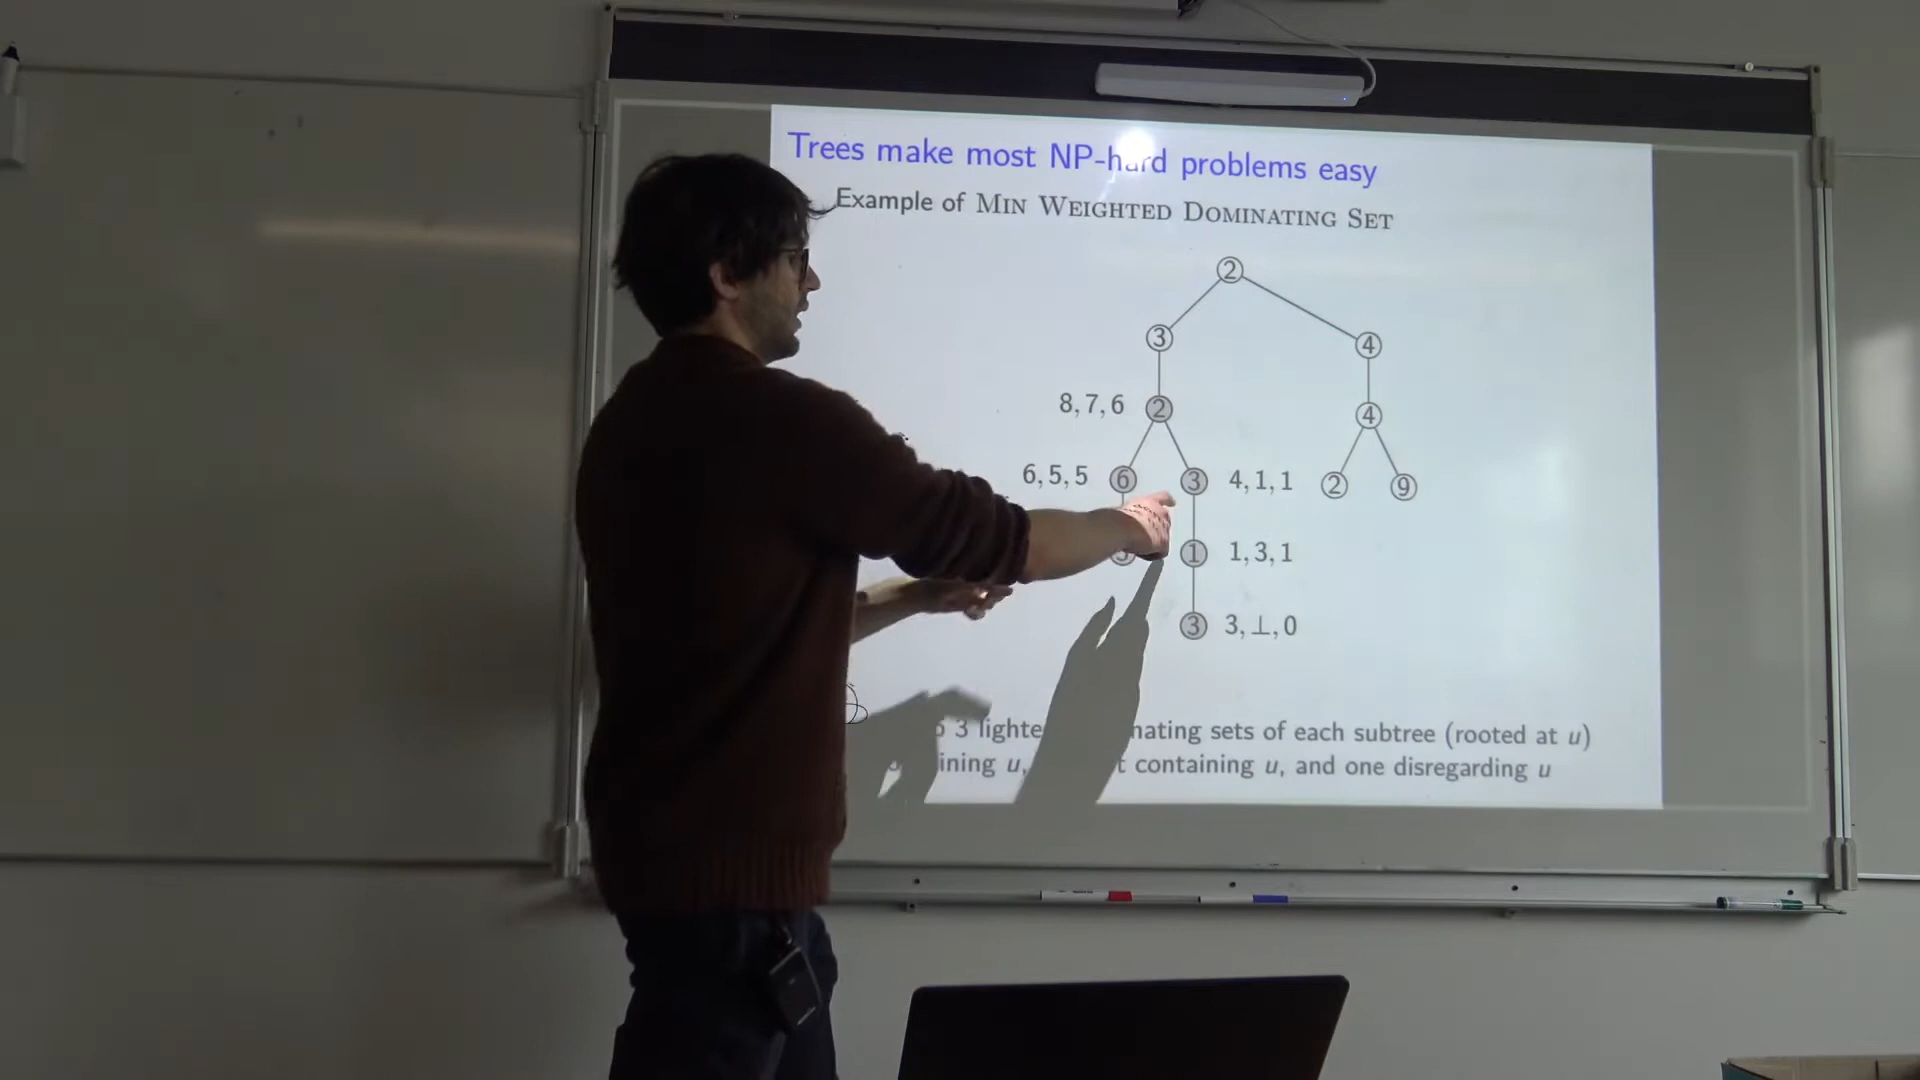 Trees make most NP-hard problems easy
Example of MIN WEIGHTED DOMINATING SET
2
3 4
8, 7, 6 2 4
6, 5, 5 6 3 4, 1, 1 2 9
1 1, 3, 1
3 3, ⊥, 0
3 nating sets of each subtree (rooted at u)
ining u, t containing u, and one disregarding u